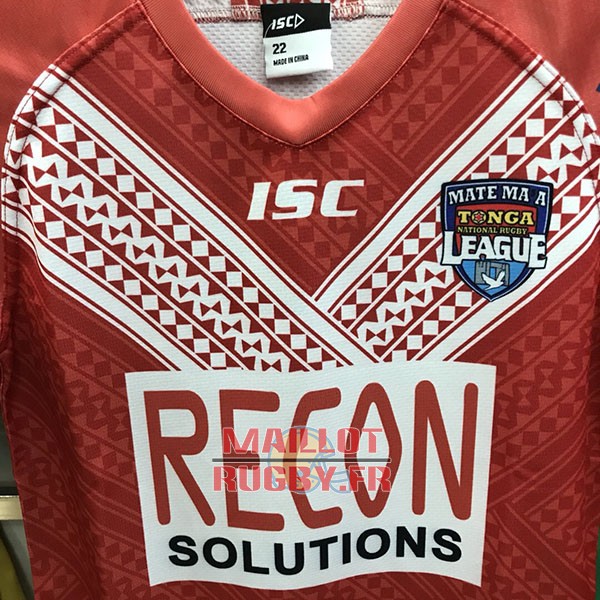 ISC
22
MADE IN CHINA
ISC
MATE MA A
TONGA
NATIONAL RUGBY
LEAGUE
RECON
MAILLOT
RUGBY.FR
SOLUTIONS